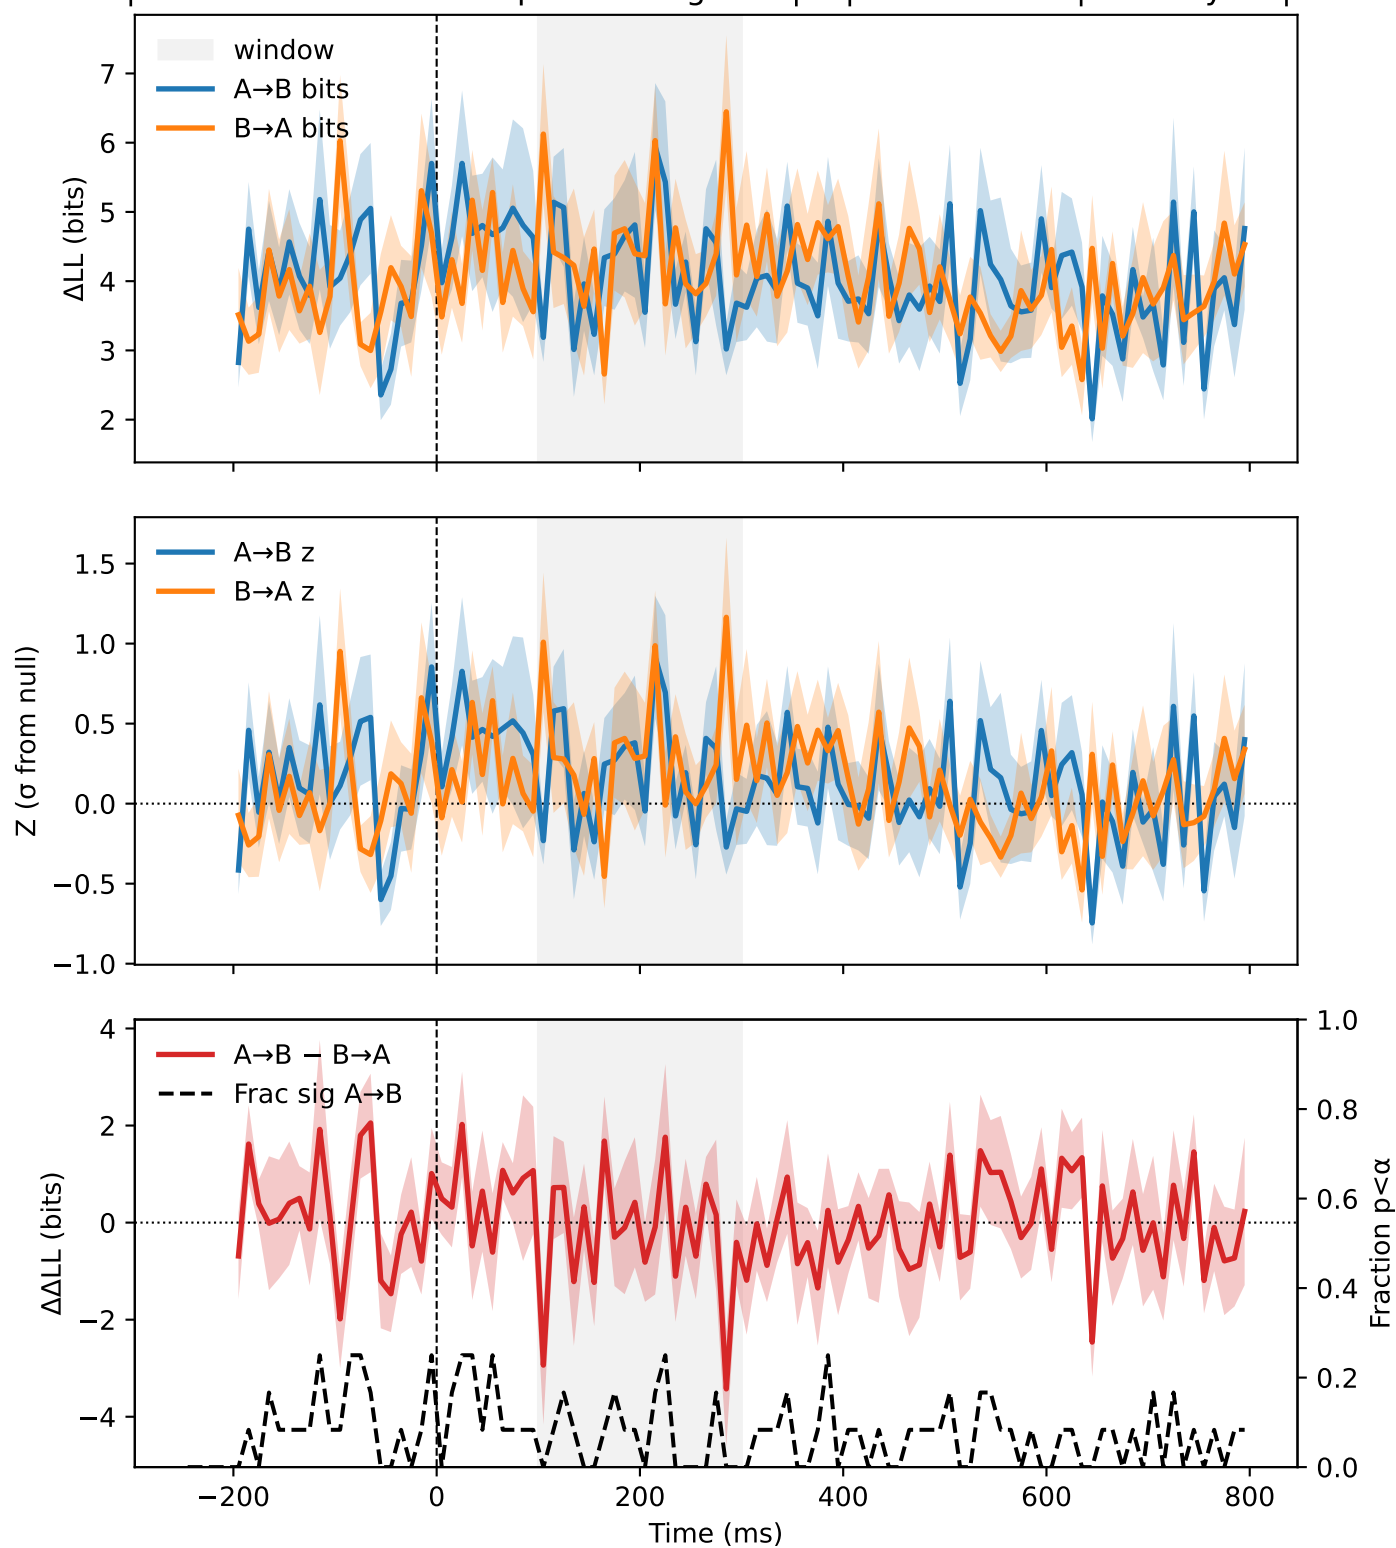 window
A→B bits
B→A bits
ΔLL (bits)
7
6
5
4
3
2
A→B z
B→A z
Z (σ from null)
1.5
1.0
0.5
0.0
−0.5
−1.0
A→B − B→A
Frac sig A→B
ΔΔLL (bits)
4
2
0
−2
−4
Fraction p<α
1.0
0.8
0.6
0.4
0.2
0.0
−200 0 200 400 600 800
Time (ms)